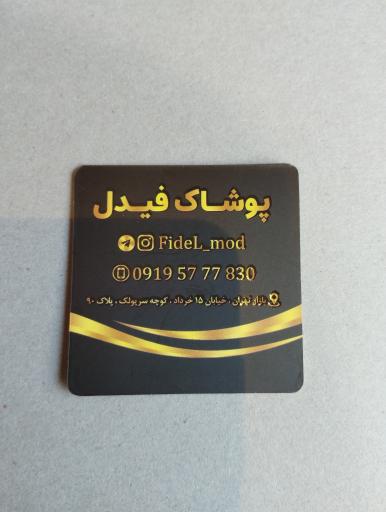 پوشاک فیدل
FideL_mod
0919 57 77 830
بازار تهران ، خیابان ۱۵ خرداد ، کوچه سرپولک ، پلاک ۹۰